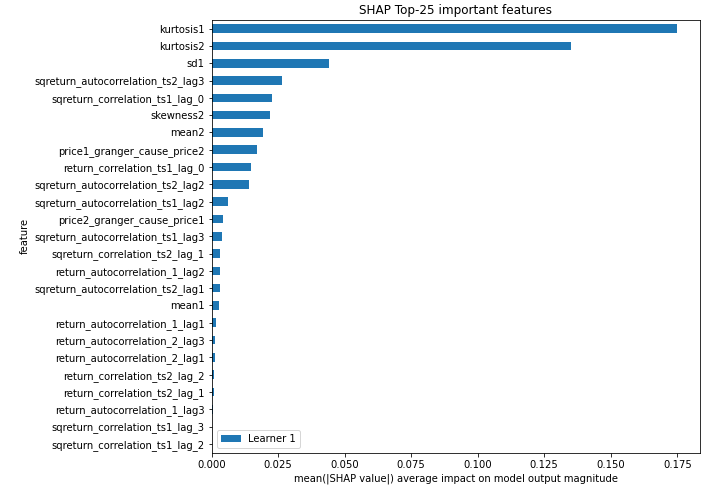 SHAP Top-25 important features
kurtosis1
kurtosis2
sd1
sqreturn_autocorrelation_ts2_lag3
sqreturn_correlation_ts1_lag_0
skewness2
mean2
price1_granger_cause_price2
return_correlation_ts1_lag_0
sqreturn_autocorrelation_ts2_lag2
sqreturn_autocorrelation_ts1_lag2
price2_granger_cause_price1
sqreturn_autocorrelation_ts1_lag3
sqreturn_correlation_ts2_lag_1
return_autocorrelation_1_lag2
sqreturn_autocorrelation_ts2_lag1
mean1
return_autocorrelation_1_lag1
return_autocorrelation_2_lag3
return_autocorrelation_2_lag1
return_correlation_ts2_lag_2
return_correlation_ts2_lag_1
return_autocorrelation_1_lag3
sqreturn_correlation_ts1_lag_3
sqreturn_correlation_ts1_lag_2
feature
Learner 1
0.000 0.025 0.050 0.075 0.100 0.125 0.150 0.175
mean(|SHAP value|) average impact on model output magnitude